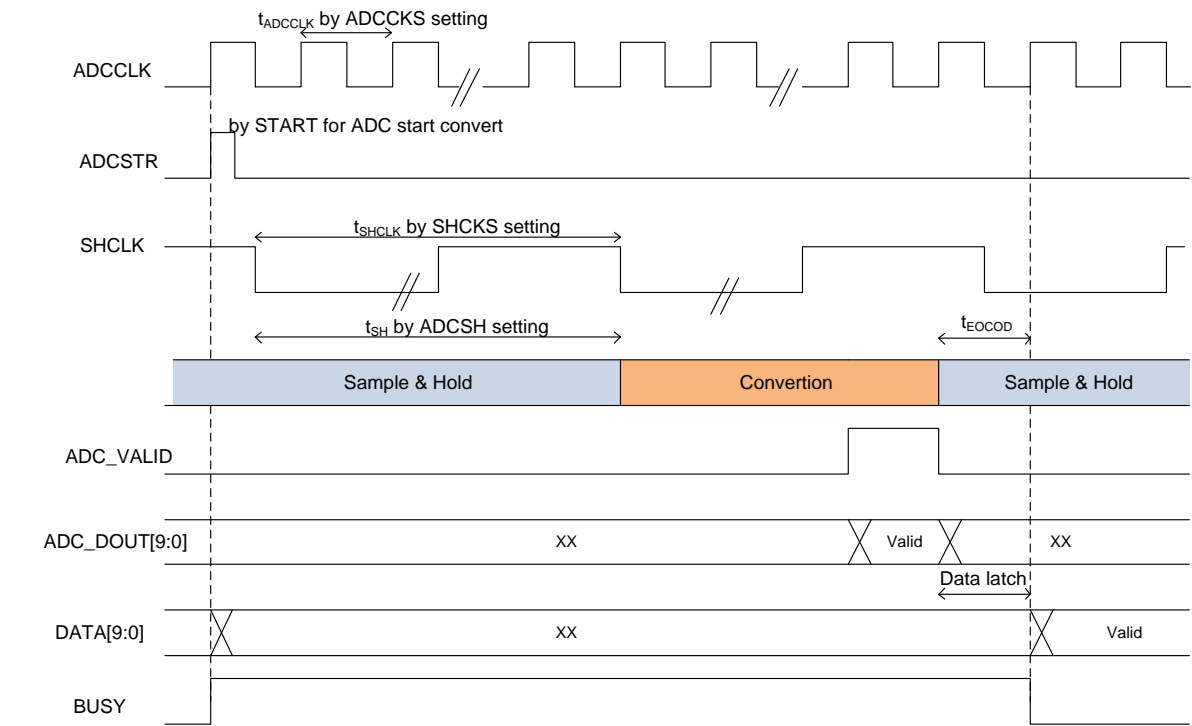 tADCCLK by ADCCKS setting
ADCCLK
by START for ADC start convert
ADCSTR
tSHCLK by SHCKS setting
SHCLK
tSH by ADCSH setting
tEOCOD
Sample & Hold
Convertion
Sample & Hold
ADC_VALID
ADC_DOUT[9:0]
XX
Valid
XX
Data latch
DATA[9:0]
XX
Valid
BUSY